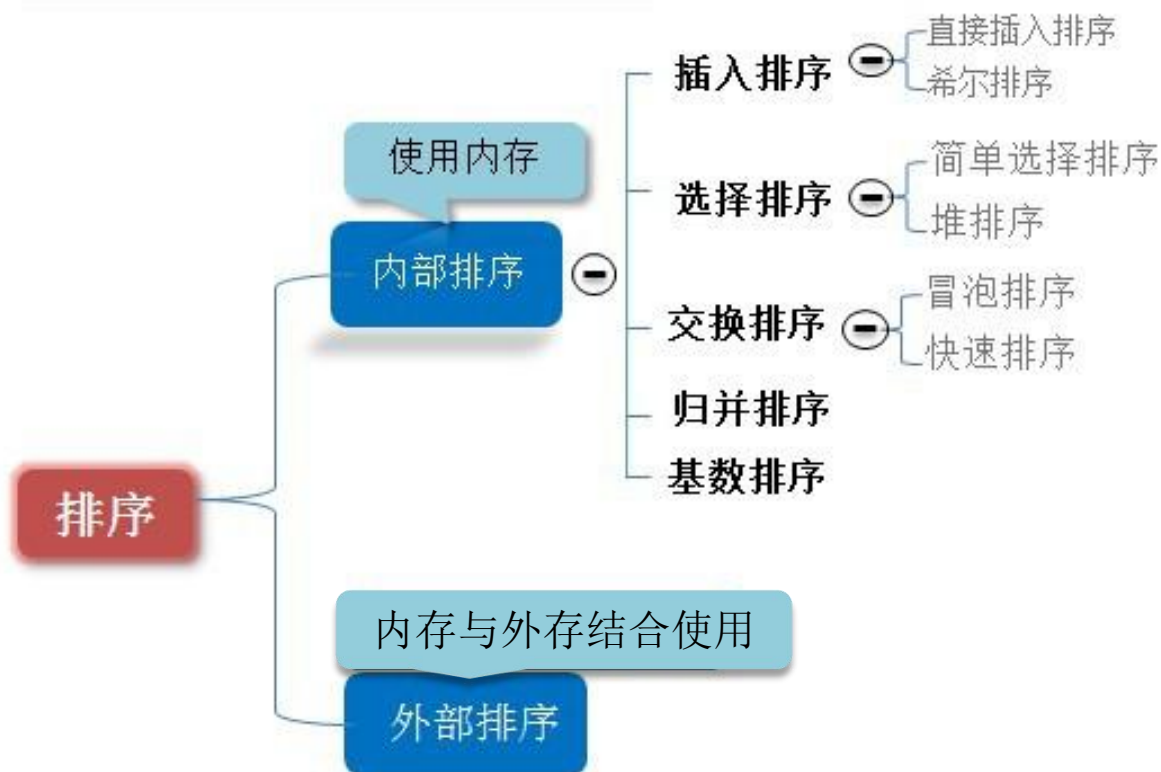 直接插入排序
插入排序
希尔排序
使用内存
简单选择排序
选择排序
堆排序
内部排序
冒泡排序
交换排序
快速排序
归并排序
基数排序
排序
内存与外存结合使用
外部排序